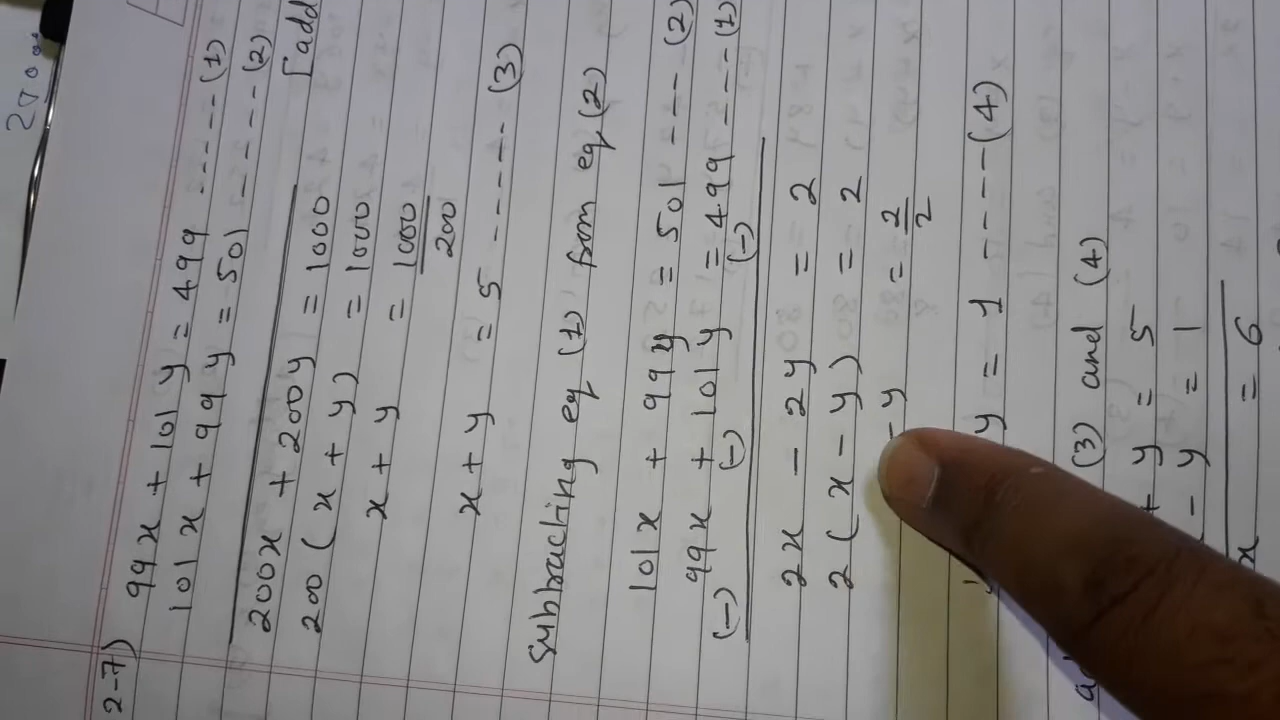 2-7) 99x + 101y = 499 ----- (1)
101x + 99y = 501 ----- (2)
[add
200x + 200y = 1000
200 (x + y) = 1000
x + y = 1000/200
x + y = 5 ------ (3)
Subtracting eq (1) from eq (2)
101x + 99y = 501 --- (2)
99x + 101y = 499 ---- (1)
(-) (-) (-)
2x - 2y = 2
2 (x - y) = 2
- y = 2/2
y = 1 ---- (4)
(3) and (4)
+ y = 5
- y = 1
x = 6